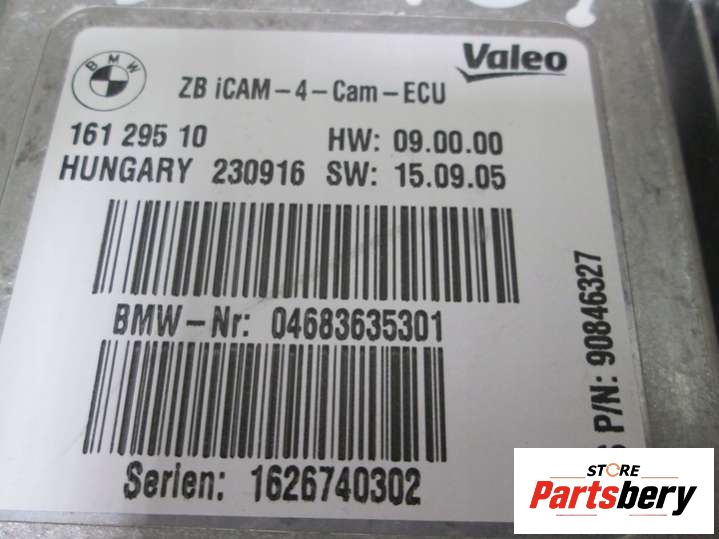 BMW
Valeo
ZB iCAM-4-Cam-ECU
161 295 10 HW: 09.00.00
HUNGARY 230916 SW: 15.09.05
BMW-Nr: 04683635301
Serien: 1626740302
P/N: 90846327
STORE
Partsbery